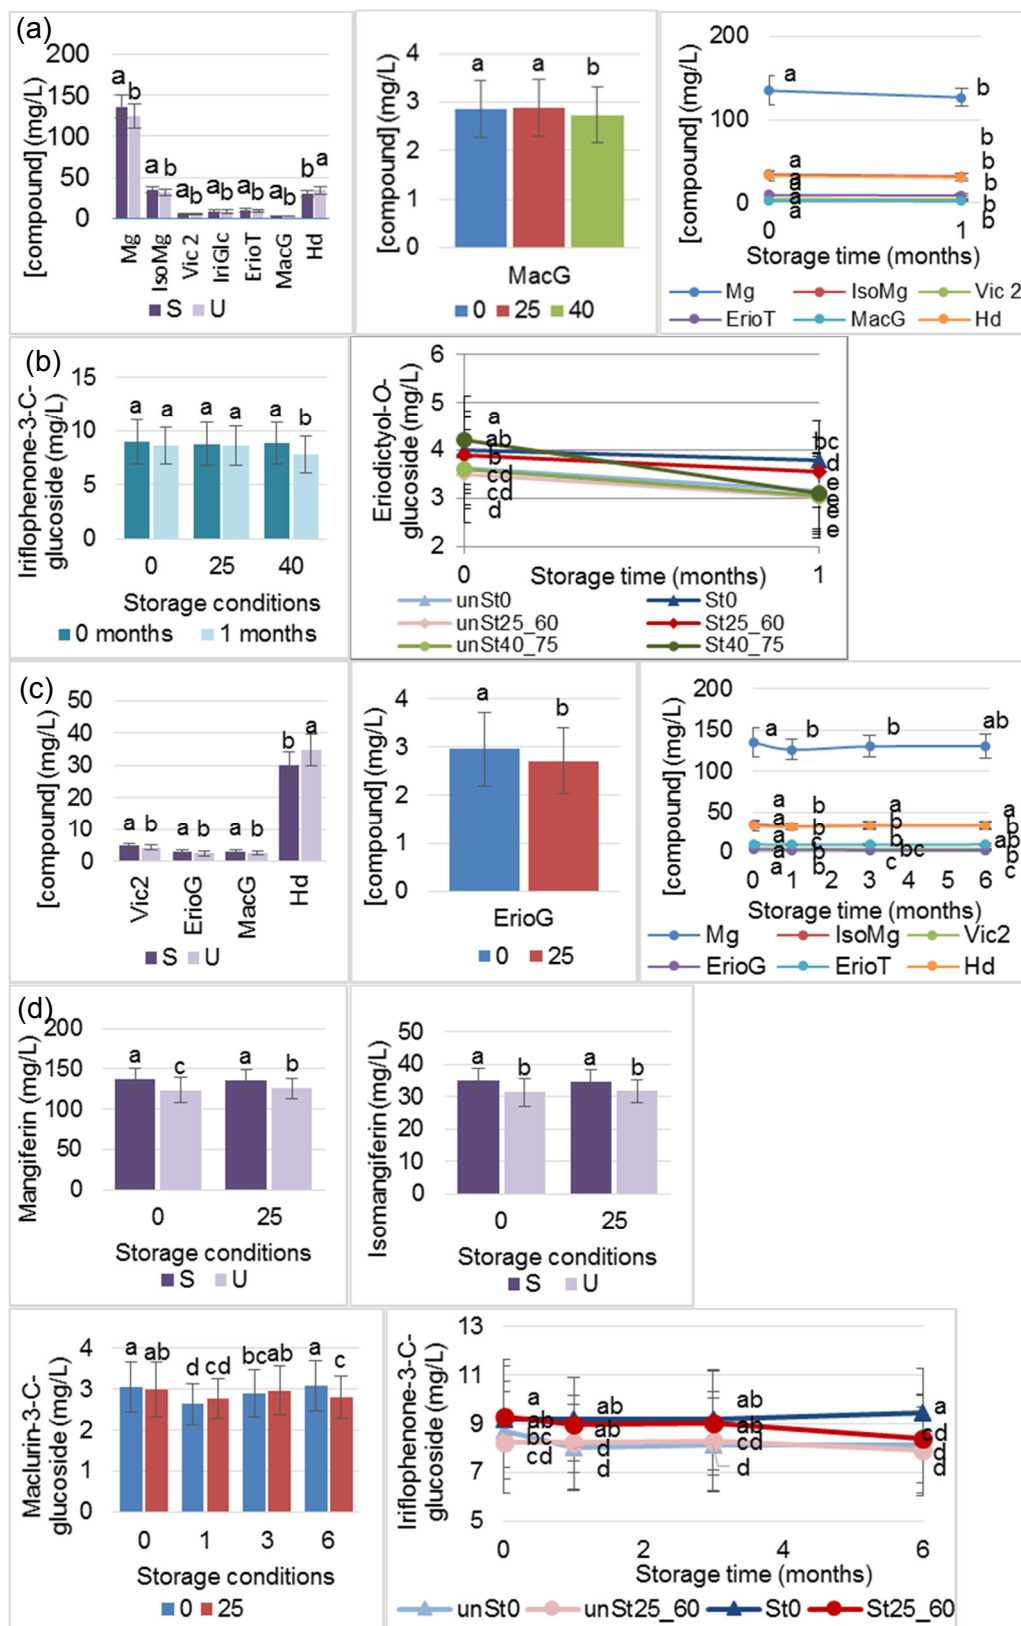 (a)
[compound] (mg/L)
200
150
100
50
0
a b a b a b a b a b a b b a
Mg IsoMg Vic 2 IriGlc ErioT MacG Hd
S U
[compound] (mg/L)
4
3
2
1
0
a a b
MacG
0 25 40
[compound] (mg/L)
200
100
0
a b
a b
a b
a b
a b
a b
0 1
Storage time (months)
Mg IsoMg Vic 2
ErioT MacG Hd
(b)
Iriflophenone-3-C-
glucoside (mg/L)
15
10
5
0
a a a a a b
0 25 40
Storage conditions
0 months 1 months
Eriodictyol-O-
glucoside (mg/L)
6
5
4
3
2
a
ab bc
b d
cd e
cd e
d e
e
0 Storage time (months) 1
unSt0 St0
unSt25_60 St25_60
unSt40_75 St40_75
(c)
[compound] (mg/L)
50
40
30
20
10
0
a b a b a b b a
Vic2 ErioG MacG Hd
S U
[compound] (mg/L)
4
3
2
1
0
a b
ErioG
0 25
[compound] (mg/L)
200
150
100
50
0
a b b ab
a b a a
a b b b
a c b ab
a b bc b
a b c c
0 1 2 3 4 5 6
Storage time (months)
Mg IsoMg Vic2
ErioG ErioT Hd
(d)
Mangiferin (mg/L)
200
150
100
50
0
a c a b
0 25
Storage conditions
S U
Isomangiferin (mg/L)
50
40
30
20
10
0
a b a b
0 25
Storage conditions
S U
Maclurin-3-C-
glucoside (mg/L)
4
3
2
1
0
a ab d cd bc ab a c
0 1 3 6
Storage conditions
0 25
Iriflophenone-3-C-
glucoside (mg/L)
13
11
9
7
5
a ab ab a
ab ab ab cd
bc d cd d
cd d d d
0 2 4 6
Storage time (months)
unSt0 unSt25_60 St0 St25_60